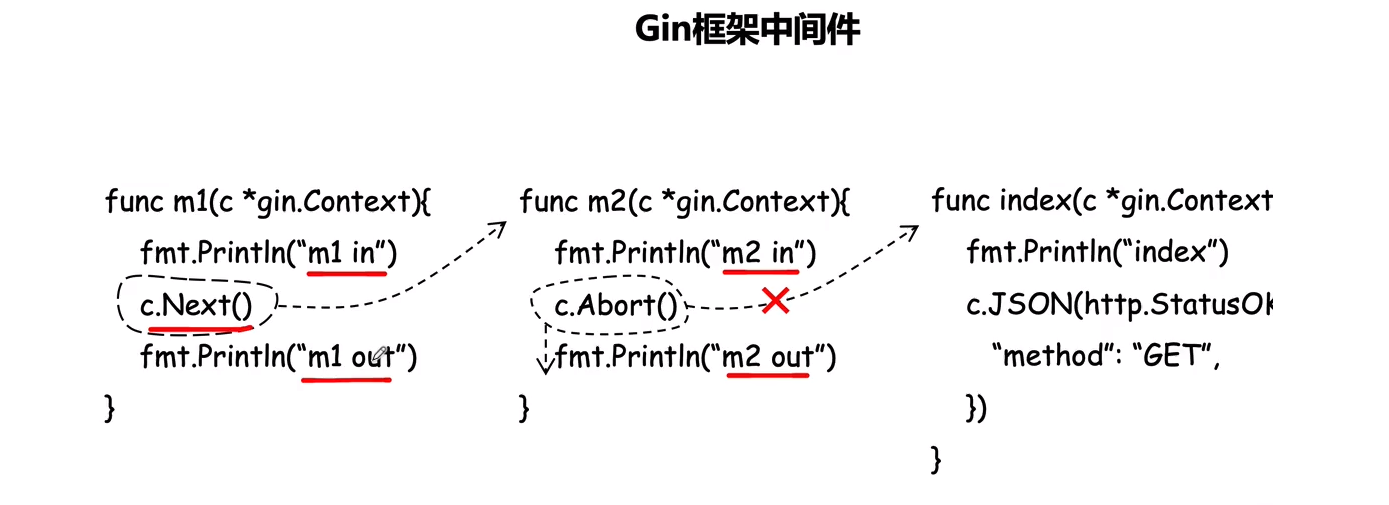 Gin框架中间件
func m1(c *gin.Context){
fmt.Println(“m1 in”)
c.Next()
fmt.Println(“m1 out”)
}
func m2(c *gin.Context){
fmt.Println(“m2 in”)
c.Abort()
fmt.Println(“m2 out”)
}
func index(c *gin.Context
fmt.Println(“index”)
c.JSON(http.StatusOK
“method”: “GET”,
})
}